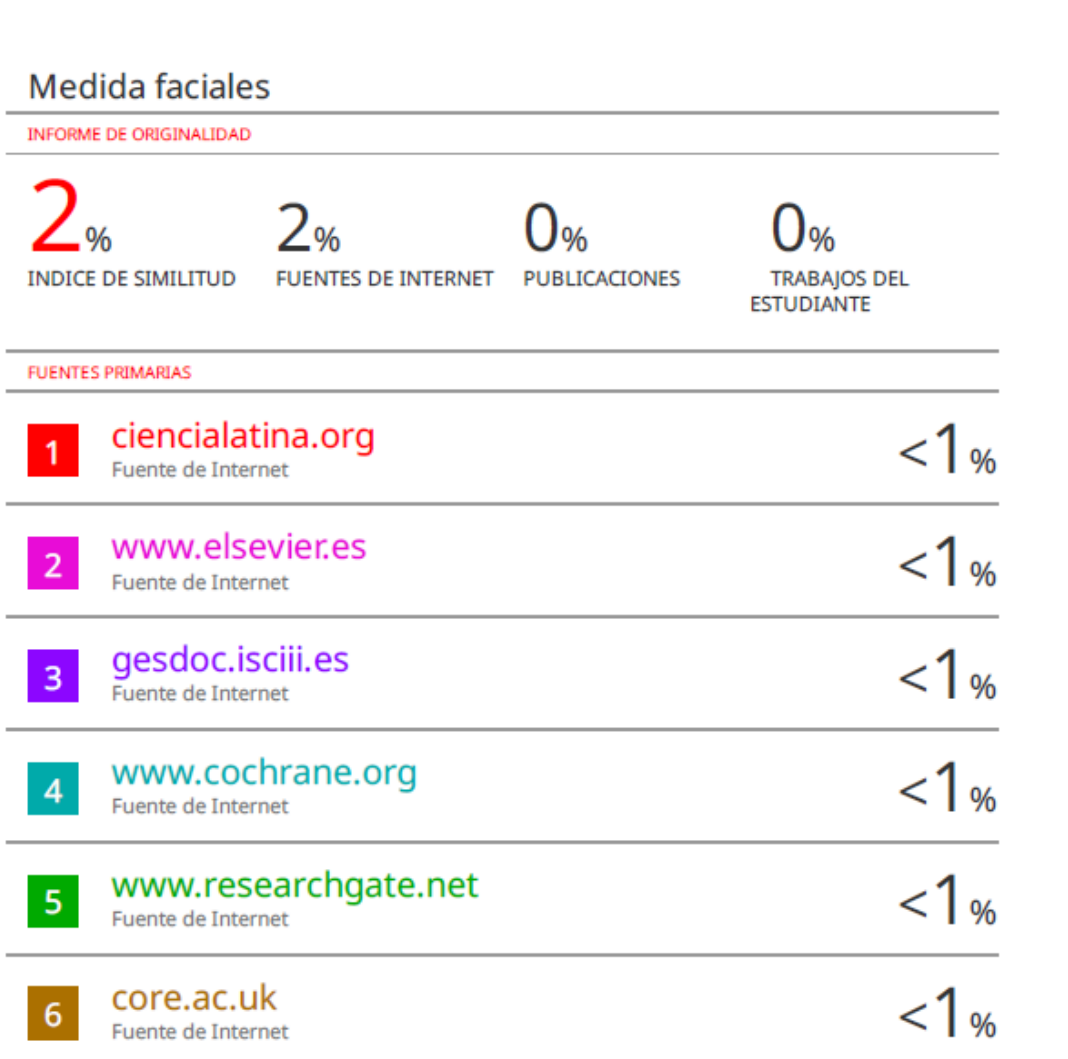 Medida faciales
INFORME DE ORIGINALIDAD
2% 2% 0% 0%
INDICE DE SIMILITUD FUENTES DE INTERNET PUBLICACIONES TRABAJOS DEL
ESTUDIANTE
FUENTES PRIMARIAS
1 ciencialatina.org <1%
Fuente de Internet
2 www.elsevier.es <1%
Fuente de Internet
3 gesdoc.isciii.es <1%
Fuente de Internet
4 www.cochrane.org <1%
Fuente de Internet
5 www.researchgate.net <1%
Fuente de Internet
6 core.ac.uk <1%
Fuente de Internet